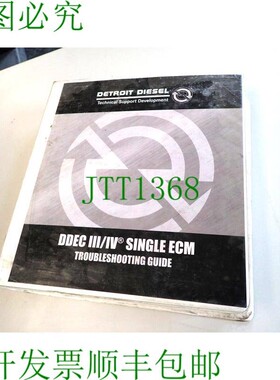 图必究
DETROIT DIESEL
Technical Support Development
JTT1368
DDEC III/IV® SINGLE ECM
TROUBLESHOOTING GUIDE
开发票顺丰包邮